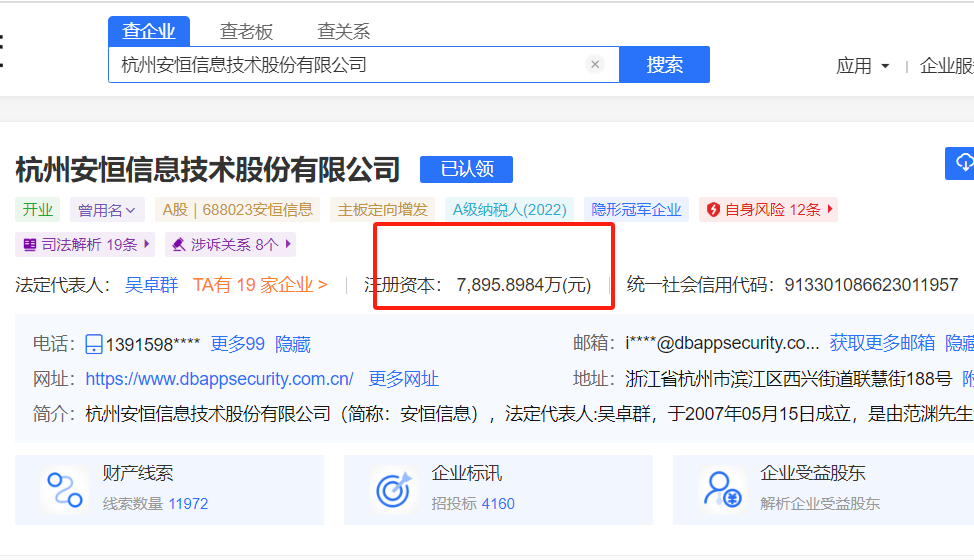 查企业 查老板 查关系
杭州安恒信息技术股份有限公司 × 搜索
应用 企业服
杭州安恒信息技术股份有限公司 已认领
开业 曾用名 A股 | 688023安恒信息 主板定向增发 A级纳税人(2022) 隐形冠军企业 自身风险 12条
司法解析 19条 涉诉关系 8个
法定代表人： 吴卓群 TA有 19 家企业 > 注册资本： 7,895.8984万(元) 统一社会信用代码：913301086623011957
电话： 1391598**** 更多99 隐藏 邮箱： i****@dbappsecurity.co... 获取更多邮箱 隐藏
网址： https://www.dbappsecurity.com.cn/ 更多网址 地址： 浙江省杭州市滨江区西兴街道联慧街188号 附
简介： 杭州安恒信息技术股份有限公司（简称：安恒信息），法定代表人:吴卓群，于2007年05月15日成立，是由范渊先生
财产线索 企业标讯 企业受益股东
线索数量 11972 招投标 4160 解析企业受益股东